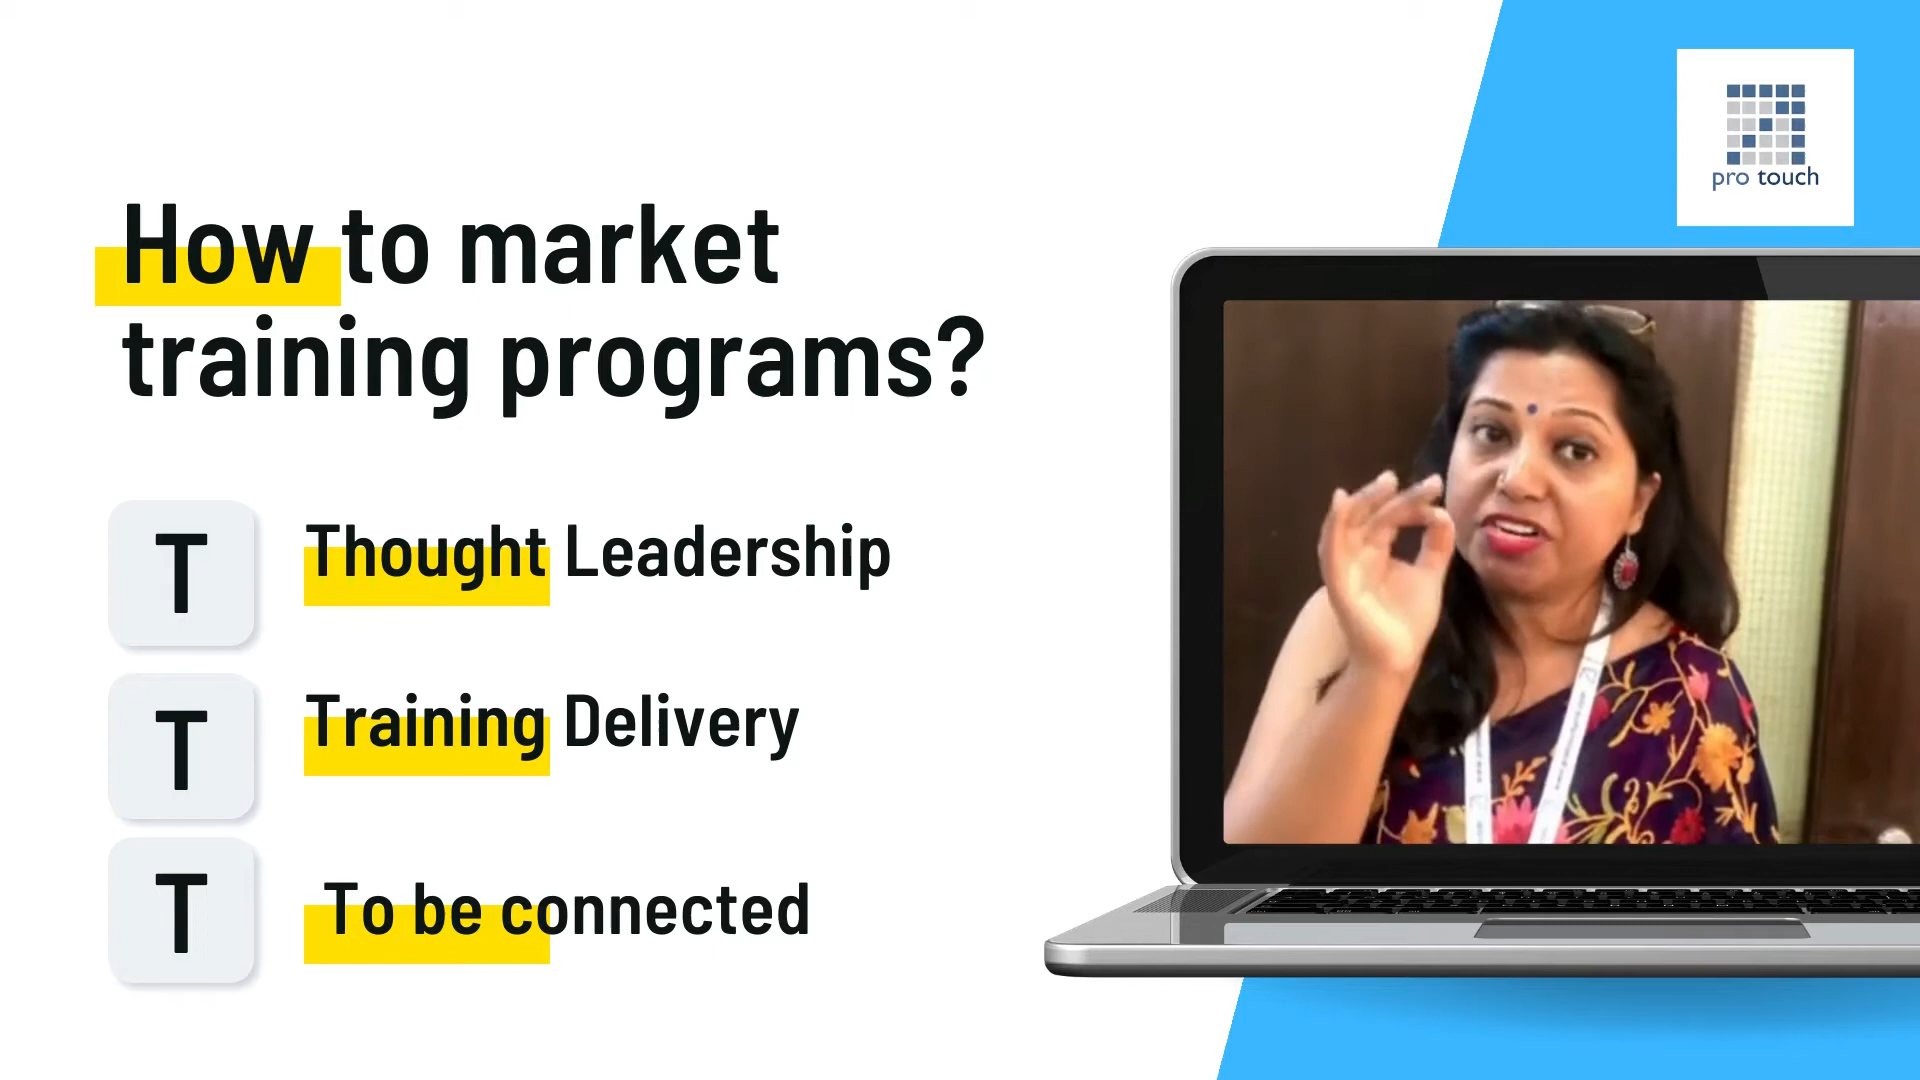 pro touch
How to market
training programs?
T
Thought Leadership
T
Training Delivery
T
To be connected